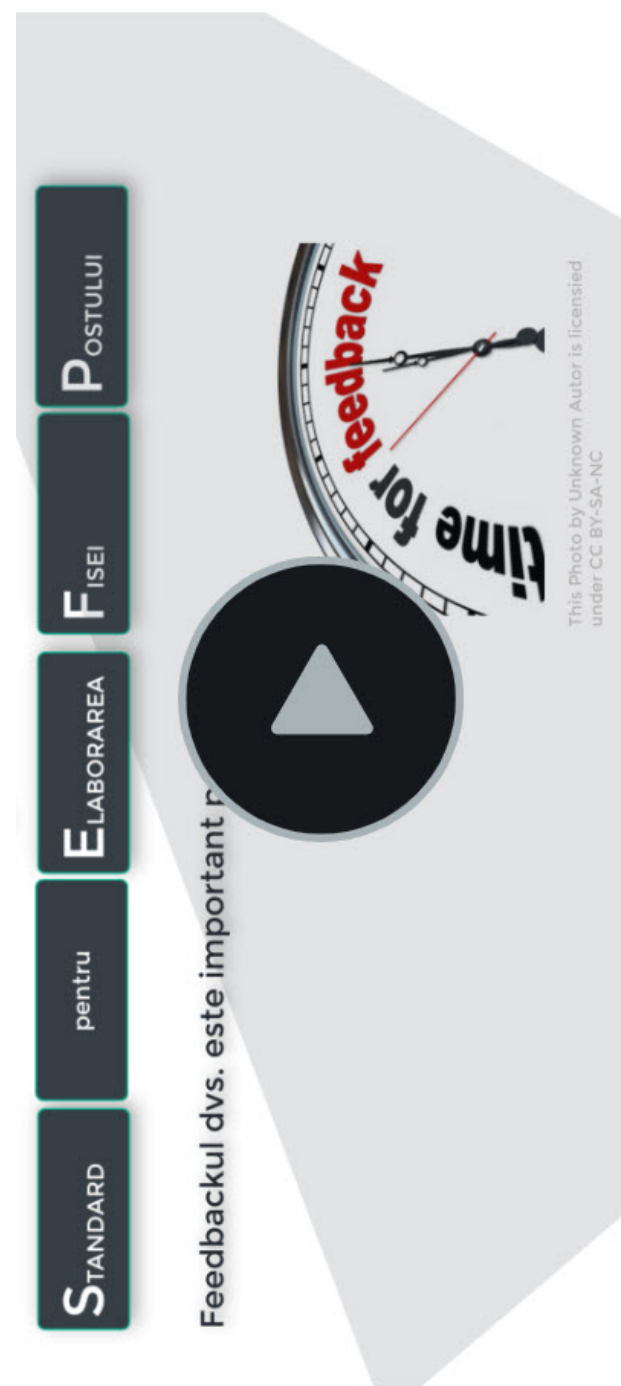 STANDARD
pentru
ELABORAREA
FISEI
POSTULUI
Feedbackul dvs. este important
time for feedback
This Photo by Unknown Autor is licensied
under CC BY-SA-NC